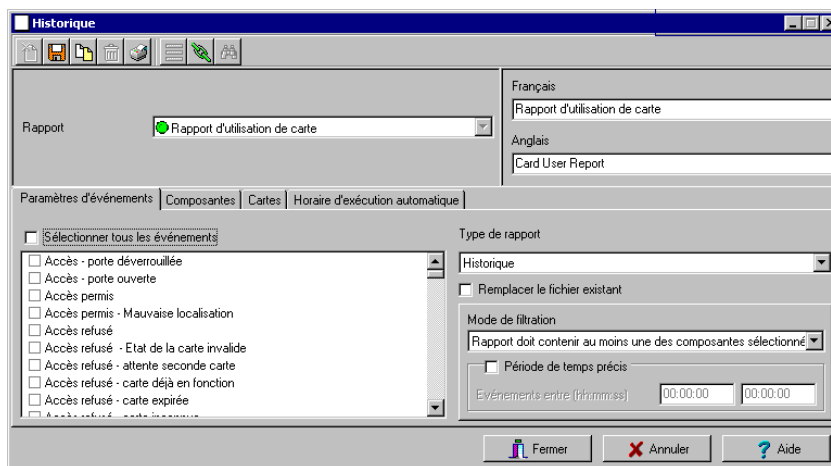 Historique
Français
Rapport d'utilisation de carte
Rapport
Rapport d'utilisation de carte
Anglais
Card User Report
Paramètres d'événements
Composantes
Cartes
Horaire d'exécution automatique
Sélectionner tous les événements
Accès - porte déverrouillée
Accès - porte ouverte
Accès permis
Accès permis - Mauvaise localisation
Accès refusé
Accès refusé - Etat de la carte invalide
Accès refusé - attente seconde carte
Accès refusé - carte déjà en fonction
Accès refusé - carte expirée
Type de rapport
Historique
Remplacer le fichier existant
Mode de filtration
Rapport doit contenir au moins une des composantes sélectionné
Période de temps précis
Evénements entre (hh:mm:ss)
00:00:00
00:00:00
Fermer
Annuler
Aide